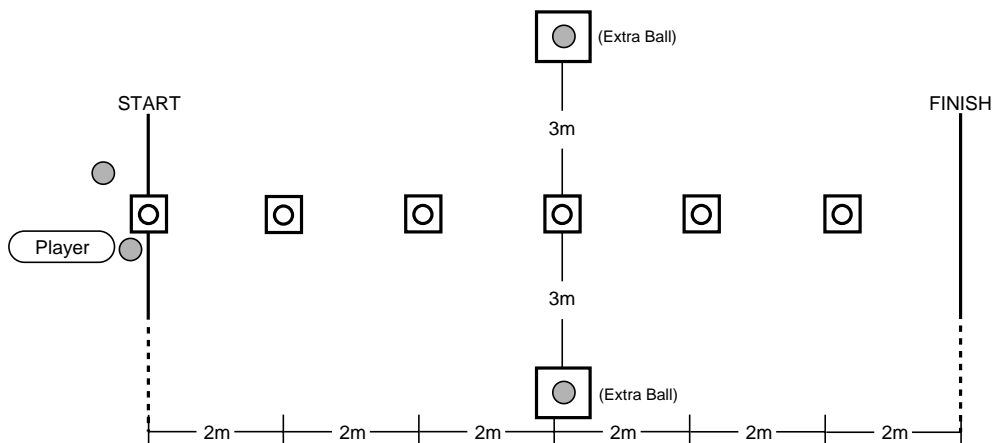 (Extra Ball)
START
FINISH
3m
Player
3m
(Extra Ball)
2m 2m 2m 2m 2m 2m